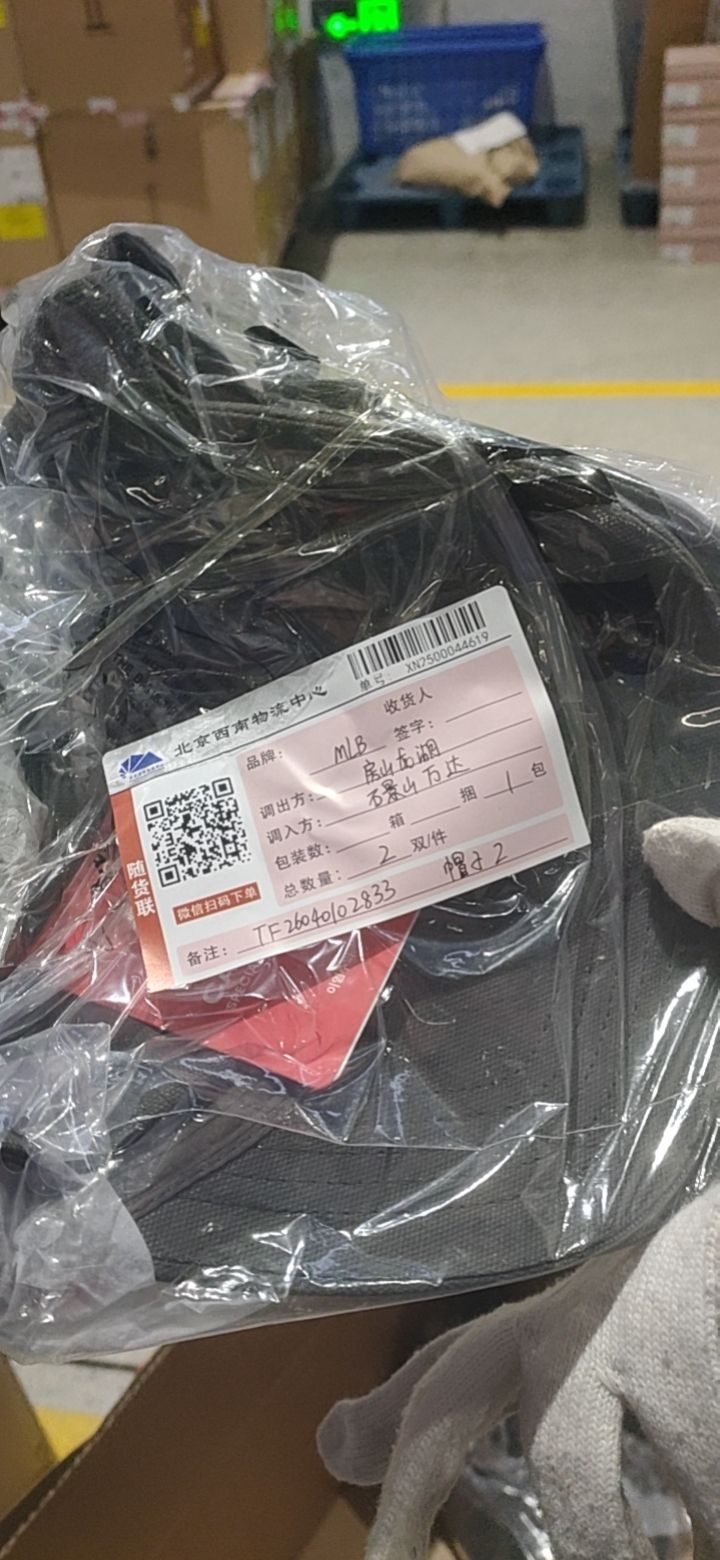 北京西南物流中心
单号 XN2500044619
品牌: MLB
收货人
签字:
调出方: 房山龙湖
调入方: 石景山万达
包装数: 箱 捆 1 包
总数量: 2 双/件
备注: TF26040102833 帽子2
随货联
微信扫码下单